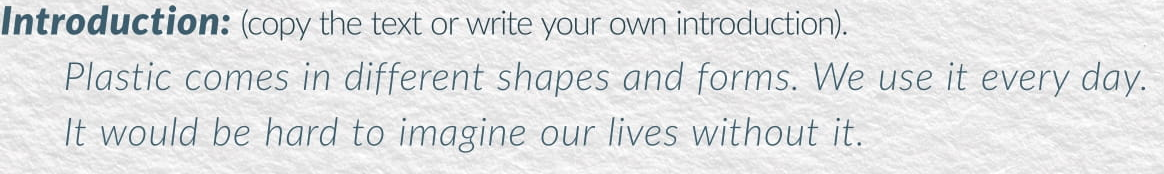 Introduction: (copy the text or write your own introduction).
Plastic comes in different shapes and forms. We use it every day.
It would be hard to imagine our lives without it.